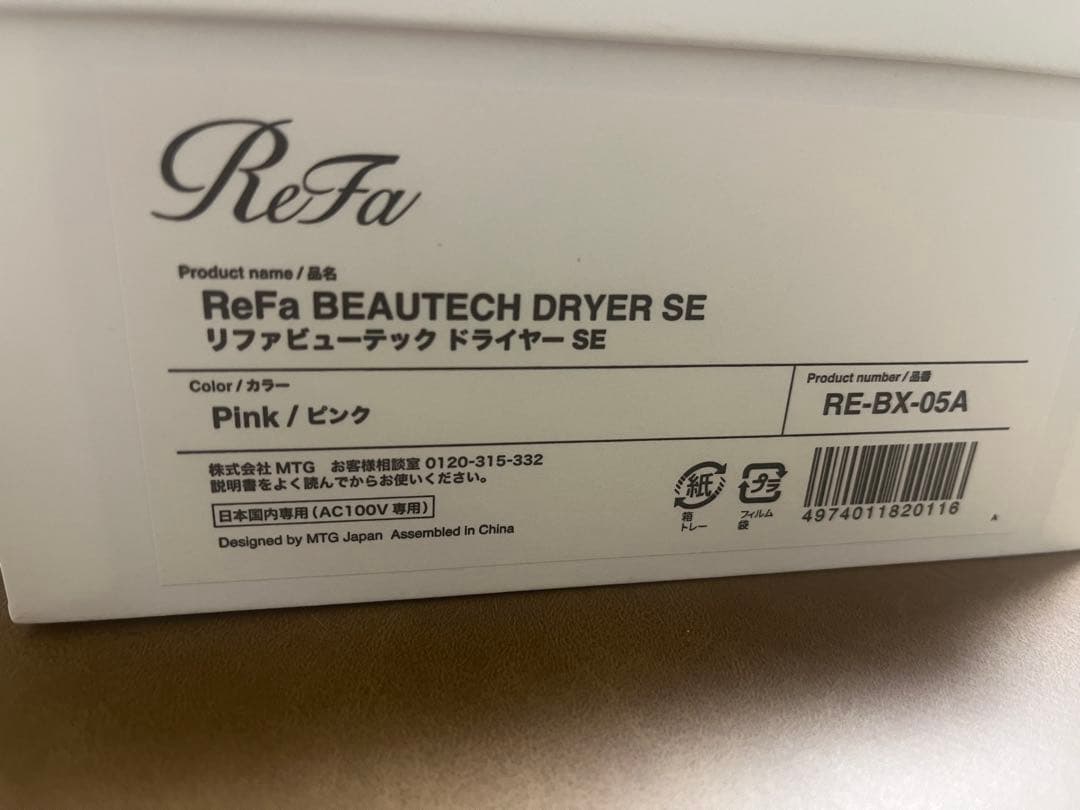 ReFa
Product name / 品名
ReFa BEAUTECH DRYER SE
リファビューテック ドライヤー SE
Color / カラー
Pink / ピンク
Product number / 品番
RE-BX-05A
株式会社 MTG お客様相談室 0120-315-332
説明書をよく読んでからお使いください。
日本国内専用(AC100V 専用)
Designed by MTG Japan Assembled in China
紙
箱
トレー
プラ
フィルム
袋
4974011820116
A